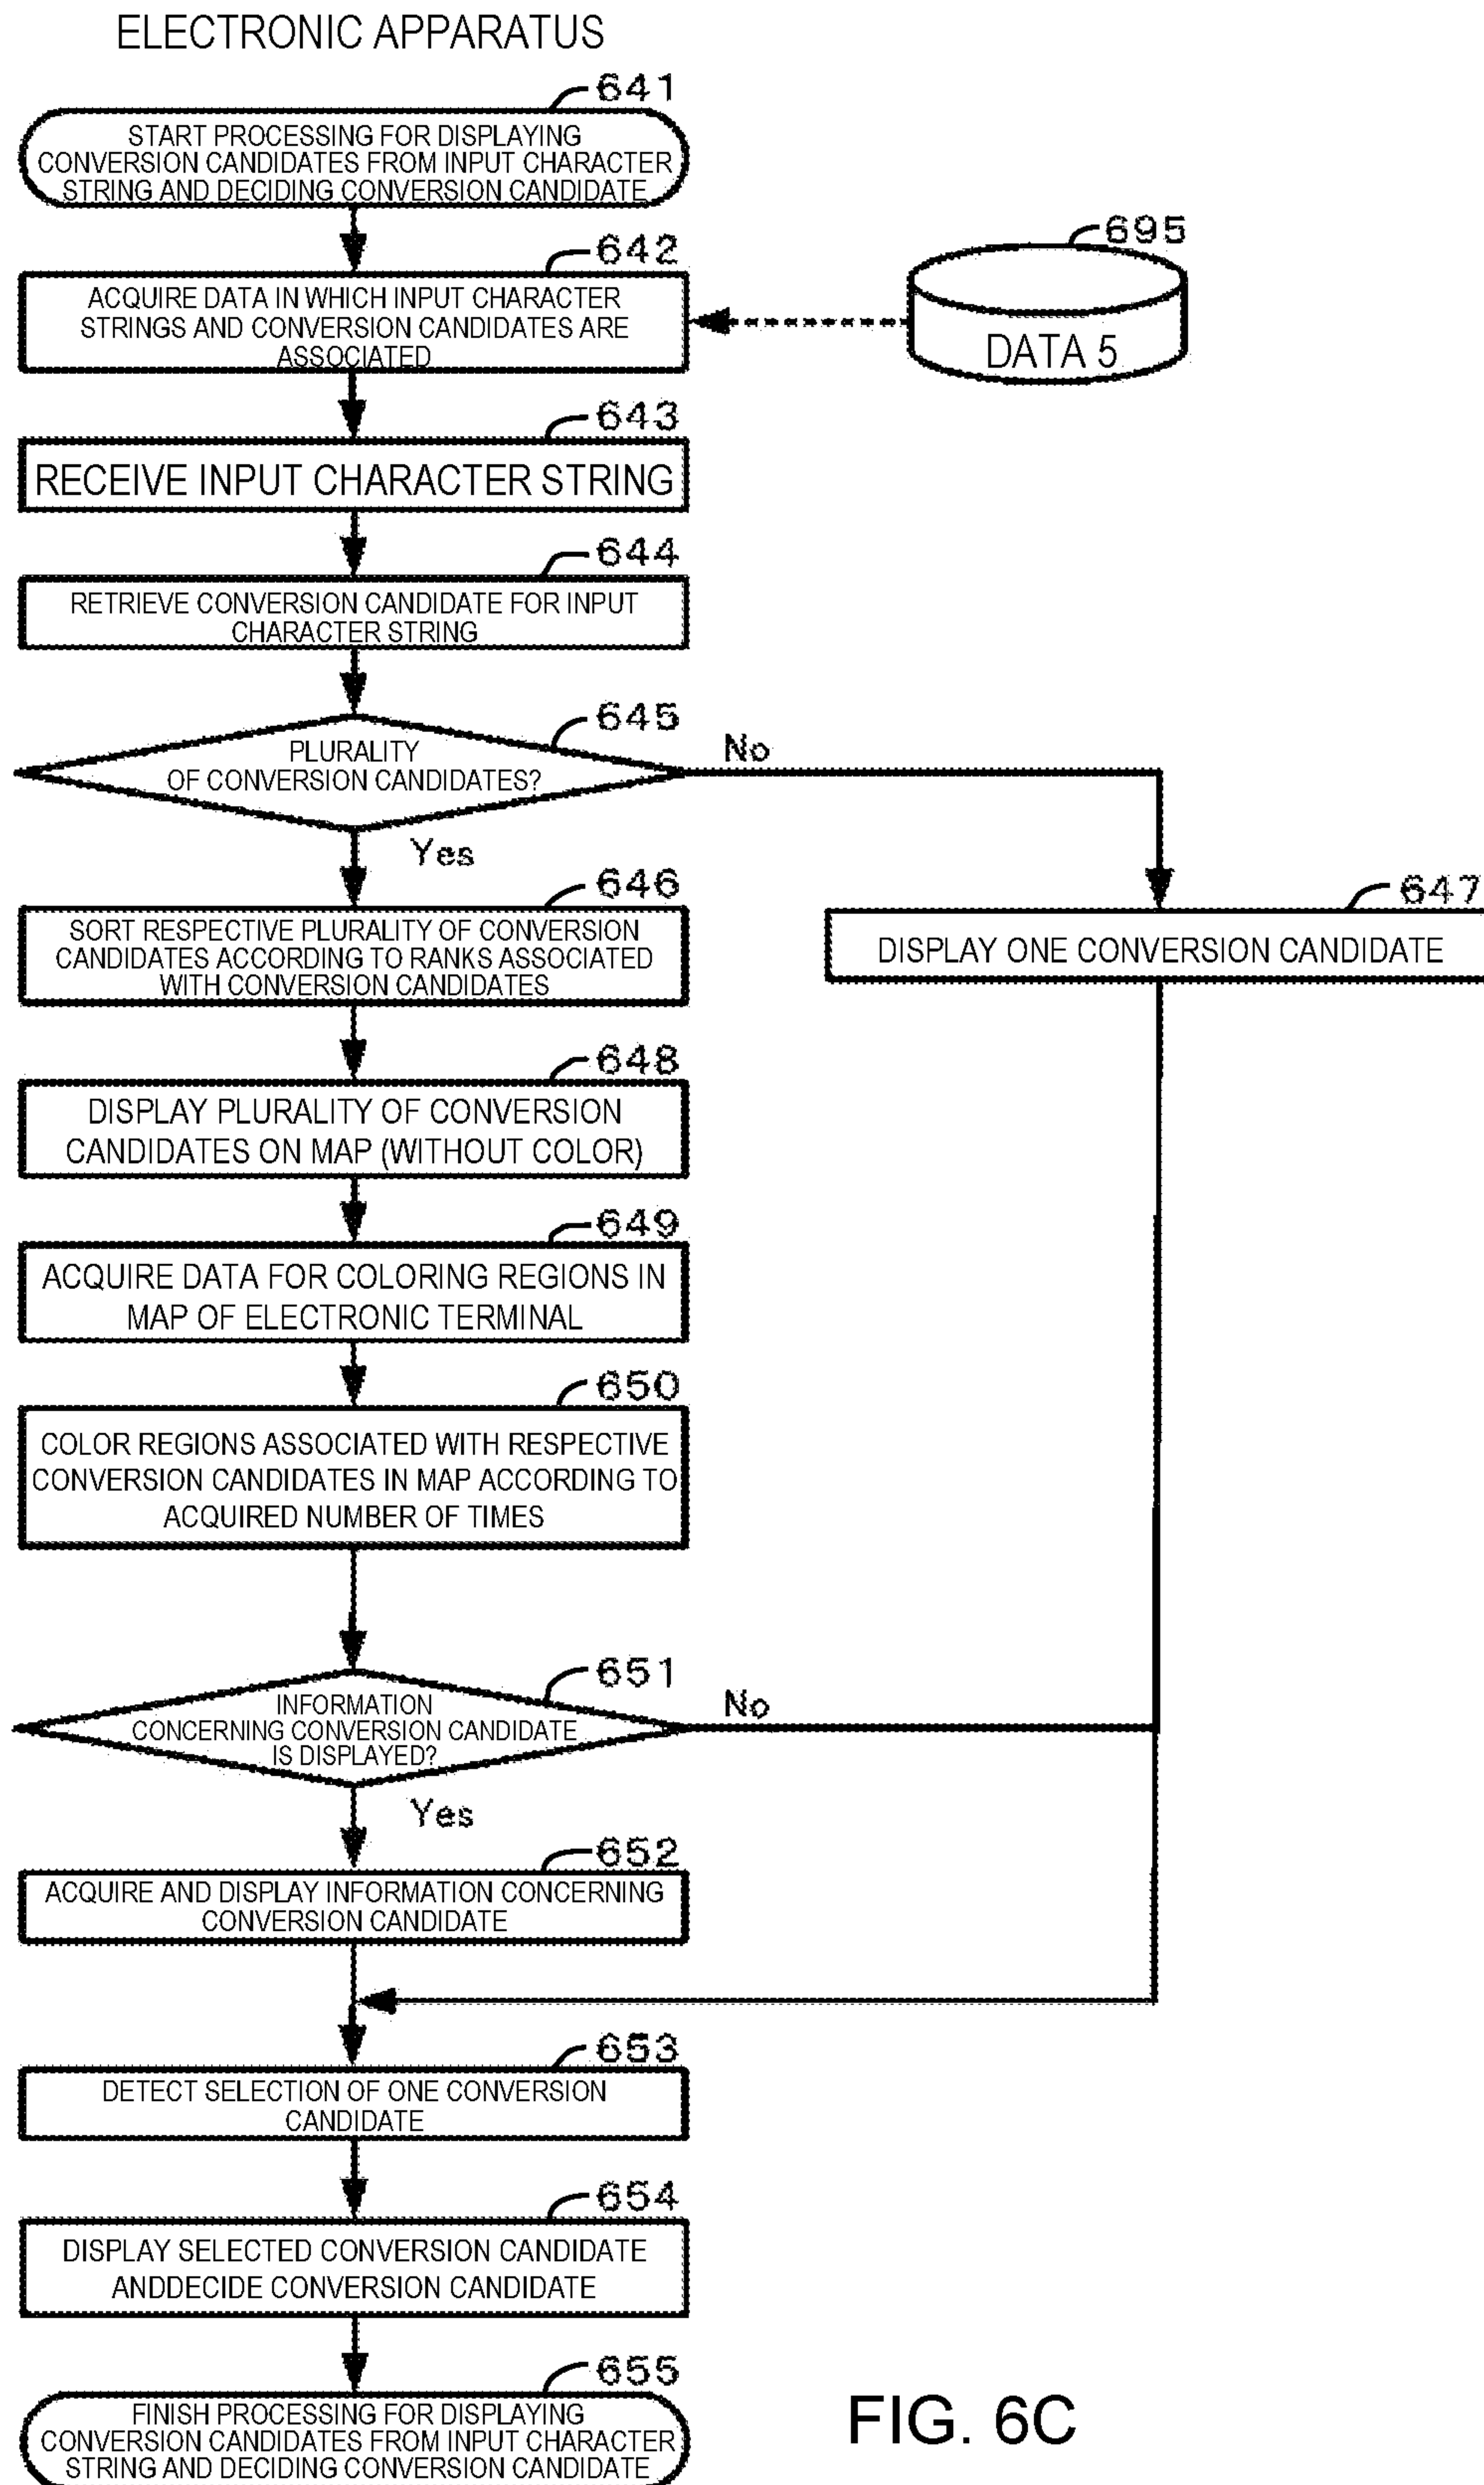 ELECTRONIC APPARATUS
641
START PROCESSING FOR DISPLAYING
CONVERSION CANDIDATES FROM INPUT CHARACTER
STRING AND DECIDING CONVERSION CANDIDATE
695
642
ACQUIRE DATA IN WHICH INPUT CHARACTER
STRINGS AND CONVERSION CANDIDATES ARE
ASSOCIATED
DATA 5
643
RECEIVE INPUT CHARACTER STRING
644
RETRIEVE CONVERSION CANDIDATE FOR INPUT
CHARACTER STRING
645
PLURALITY
OF CONVERSION CANDIDATES?
No
Yes
646
SORT RESPECTIVE PLURALITY OF CONVERSION
CANDIDATES ACCORDING TO RANKS ASSOCIATED
WITH CONVERSION CANDIDATES
647
DISPLAY ONE CONVERSION CANDIDATE
648
DISPLAY PLURALITY OF CONVERSION
CANDIDATES ON MAP (WITHOUT COLOR)
649
ACQUIRE DATA FOR COLORING REGIONS IN
MAP OF ELECTRONIC TERMINAL
650
COLOR REGIONS ASSOCIATED WITH RESPECTIVE
CONVERSION CANDIDATES IN MAP ACCORDING TO
ACQUIRED NUMBER OF TIMES
651
INFORMATION
CONCERNING CONVERSION CANDIDATE
IS DISPLAYED?
No
Yes
652
ACQUIRE AND DISPLAY INFORMATION CONCERNING
CONVERSION CANDIDATE
653
DETECT SELECTION OF ONE CONVERSION
CANDIDATE
654
DISPLAY SELECTED CONVERSION CANDIDATE
ANDDECIDE CONVERSION CANDIDATE
655
FINISH PROCESSING FOR DISPLAYING
CONVERSION CANDIDATES FROM INPUT CHARACTER
STRING AND DECIDING CONVERSION CANDIDATE
FIG. 6C